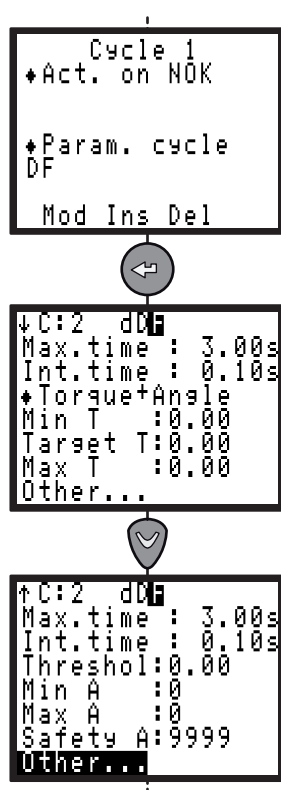 Cycle 1
♦Act. on NOK
♦Param. cycle
DF
Mod Ins Del
↓C:2 dDF
Max.time : 3.00s
Int.time : 0.10s
♦Torque+Angle
Min T :0.00
Target T:0.00
Max T :0.00
Other...
↑C:2 dDF
Max.time : 3.00s
Int.time : 0.10s
Threshol:0.00
Min A :0
Max A :0
Safety A:9999
Other...